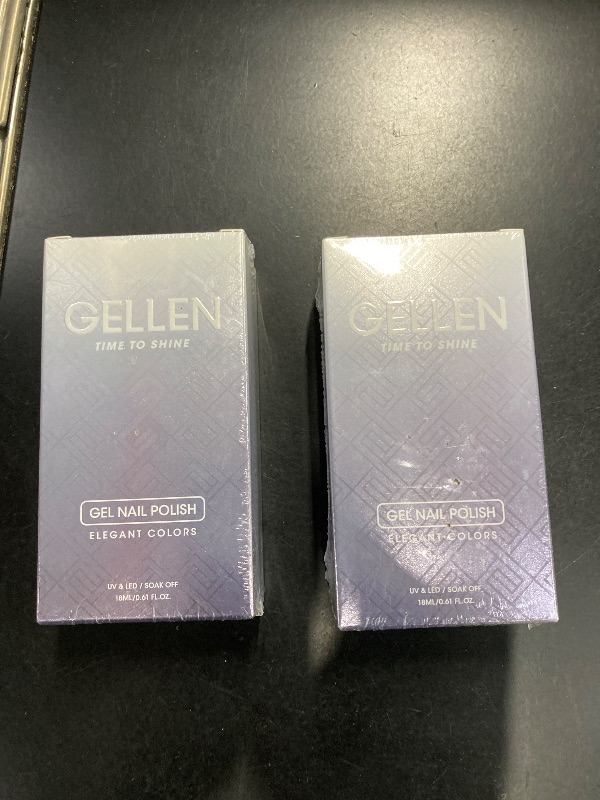 GELLEN
TIME TO SHINE
GEL NAIL POLISH
ELEGANT COLORS
UV & LED / SOAK OFF
18ML/0.61 FL.OZ.
GELLEN
TIME TO SHINE
GEL NAIL POLISH
ELEGANT COLORS
UV & LED / SOAK OFF
18ML/0.61 FL.OZ.